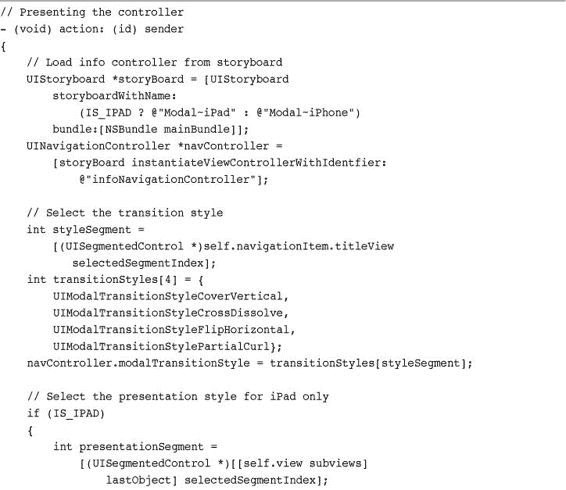 // Presenting the controller
- (void) action: (id) sender
{
// Load info controller from storyboard
UIStoryboard *storyBoard = [UIStoryboard
storyboardWithName:
(IS_IPAD ? @"Modal~iPad" : @"Modal~iPhone")
bundle:[NSBundle mainBundle]];
UINavigationController *navController =
[storyBoard instantiateViewControllerWithIdentfier:
@"infoNavigationController"];
// Select the transition style
int styleSegment =
[(UISegmentedControl *)self.navigationItem.titleView
selectedSegmentIndex];
int transitionStyles[4] = {
UIModalTransitionStyleCoverVertical,
UIModalTransitionStyleCrossDissolve,
UIModalTransitionStyleFlipHorizontal,
UIModalTransitionStylePartialCurl};
navController.modalTransitionStyle = transitionStyles[styleSegment];
// Select the presentation style for iPad only
if (IS_IPAD)
{
int presentationSegment =
[(UISegmentedControl *)[[self.view subviews]
lastObject] selectedSegmentIndex];